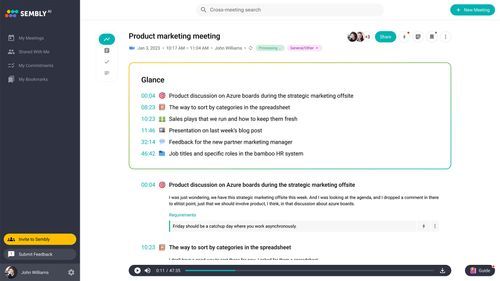 SEMBLY AI
Cross-meeting search
New Meeting
My Meetings
Shared With Me
My Commitments
My Bookmarks
Product marketing meeting
Jan 3, 2023 • 10:17 AM - 11:04 AM • John Williams •
Processing
General/Other
+3
Share
Glance
00:04 Product discussion on Azure boards during the strategic marketing offsite
08:23 The way to sort by categories in the spreadsheet
10:23 Sales plays that we run and how to keep them fresh
11:46 Presentation on last week's blog post
32:14 Feedback for the new partner marketing manager
46:42 Job titles and specific roles in the bamboo HR system
00:04 Product discussion on Azure boards during the strategic marketing offsite
I was just wondering, we have this strategic marketing offsite this week. And I was looking at the agenda, and I dropped a comment in there
to elitist point, just that we should involve product, I think, in that discussion about azure boards.
Requirements
Friday should be a catchup day where you work asynchronously.
10:23 The way to sort by categories in the spreadsheet
Invite to Sembly
Submit Feedback
John Williams
0:11 / 47:35
Guide